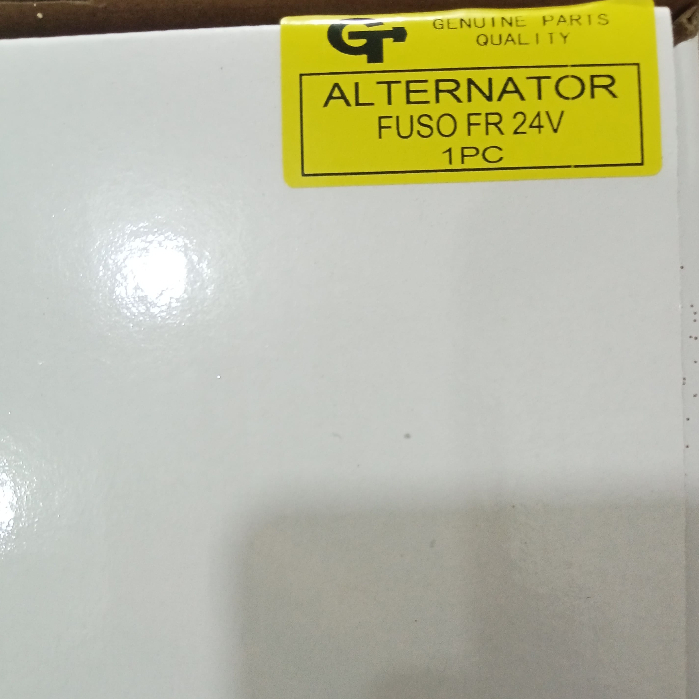 GT
GENUINE PARTS
QUALITY
ALTERNATOR
FUSO FR 24V
1PC